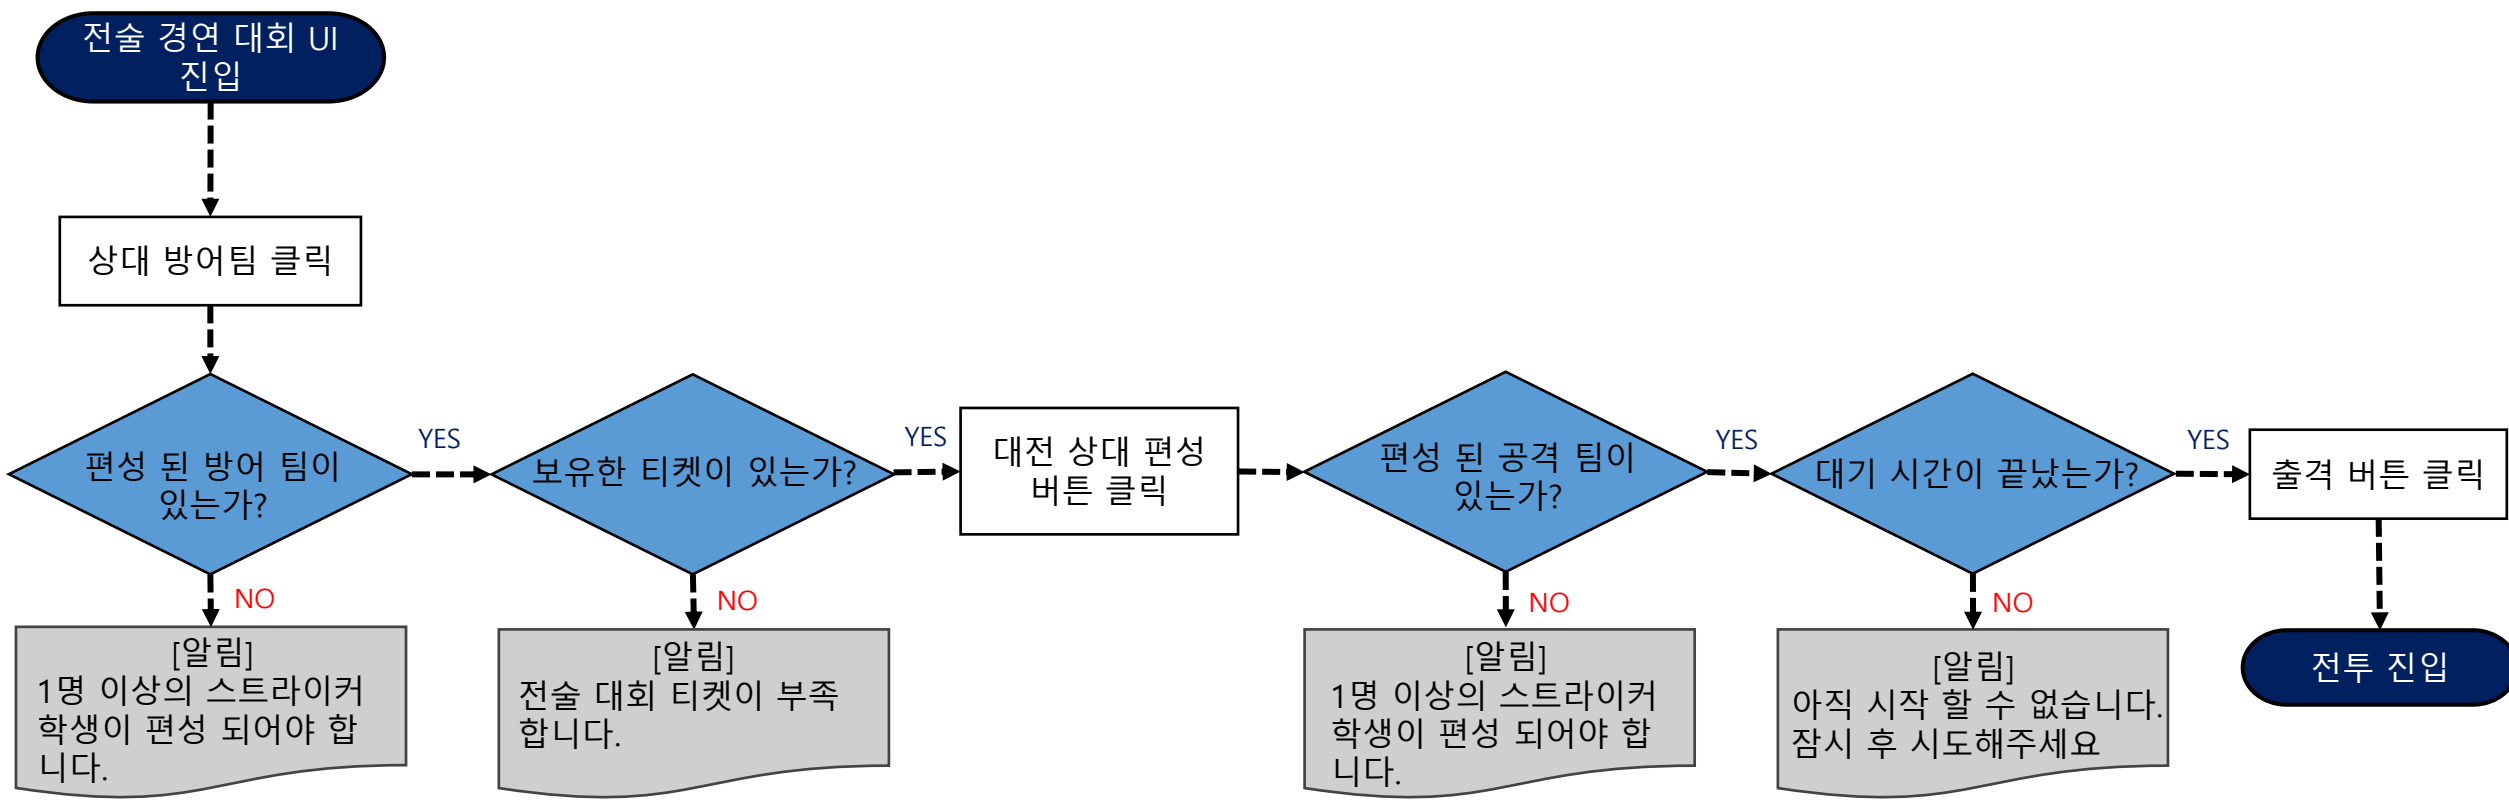 전술 경연 대회 UI
진입
상대 방어팀 클릭
편성 된 방어 팀이
있는가?
YES
NO
[알림]
1명 이상의 스트라이커
학생이 편성 되어야 합
니다.
보유한 티켓이 있는가?
YES
NO
[알림]
전술 대회 티켓이 부족
합니다.
대전 상대 편성
버튼 클릭
편성 된 공격 팀이
있는가?
YES
NO
[알림]
1명 이상의 스트라이커
학생이 편성 되어야 합
니다.
대기 시간이 끝났는가?
YES
NO
[알림]
아직 시작 할 수 없습니다.
잠시 후 시도해주세요
출격 버튼 클릭
전투 진입